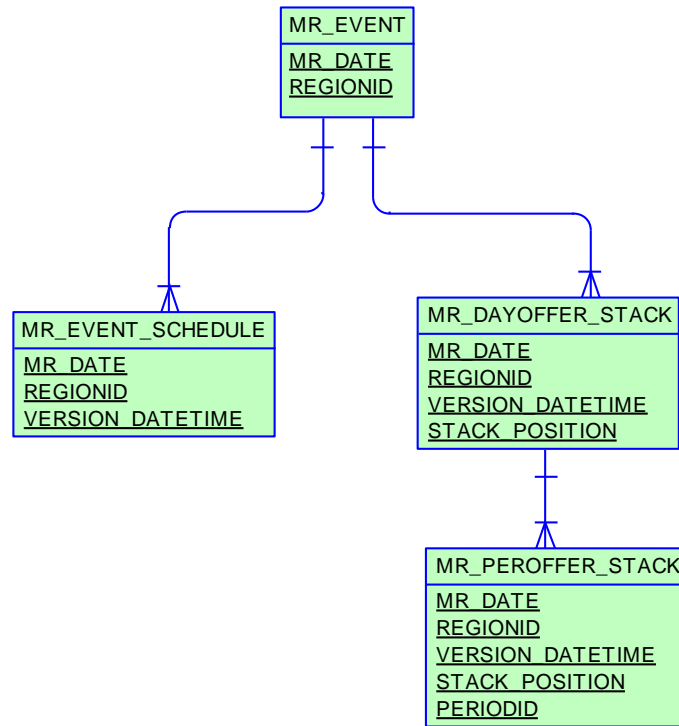 MR_EVENT
MR_DATE
REGIONID
MR_EVENT_SCHEDULE
MR_DATE
REGIONID
VERSION_DATETIME
MR_DAYOFFER_STACK
MR_DATE
REGIONID
VERSION_DATETIME
STACK_POSITION
MR_PEROFFER_STACK
MR_DATE
REGIONID
VERSION_DATETIME
STACK_POSITION
PERIODID